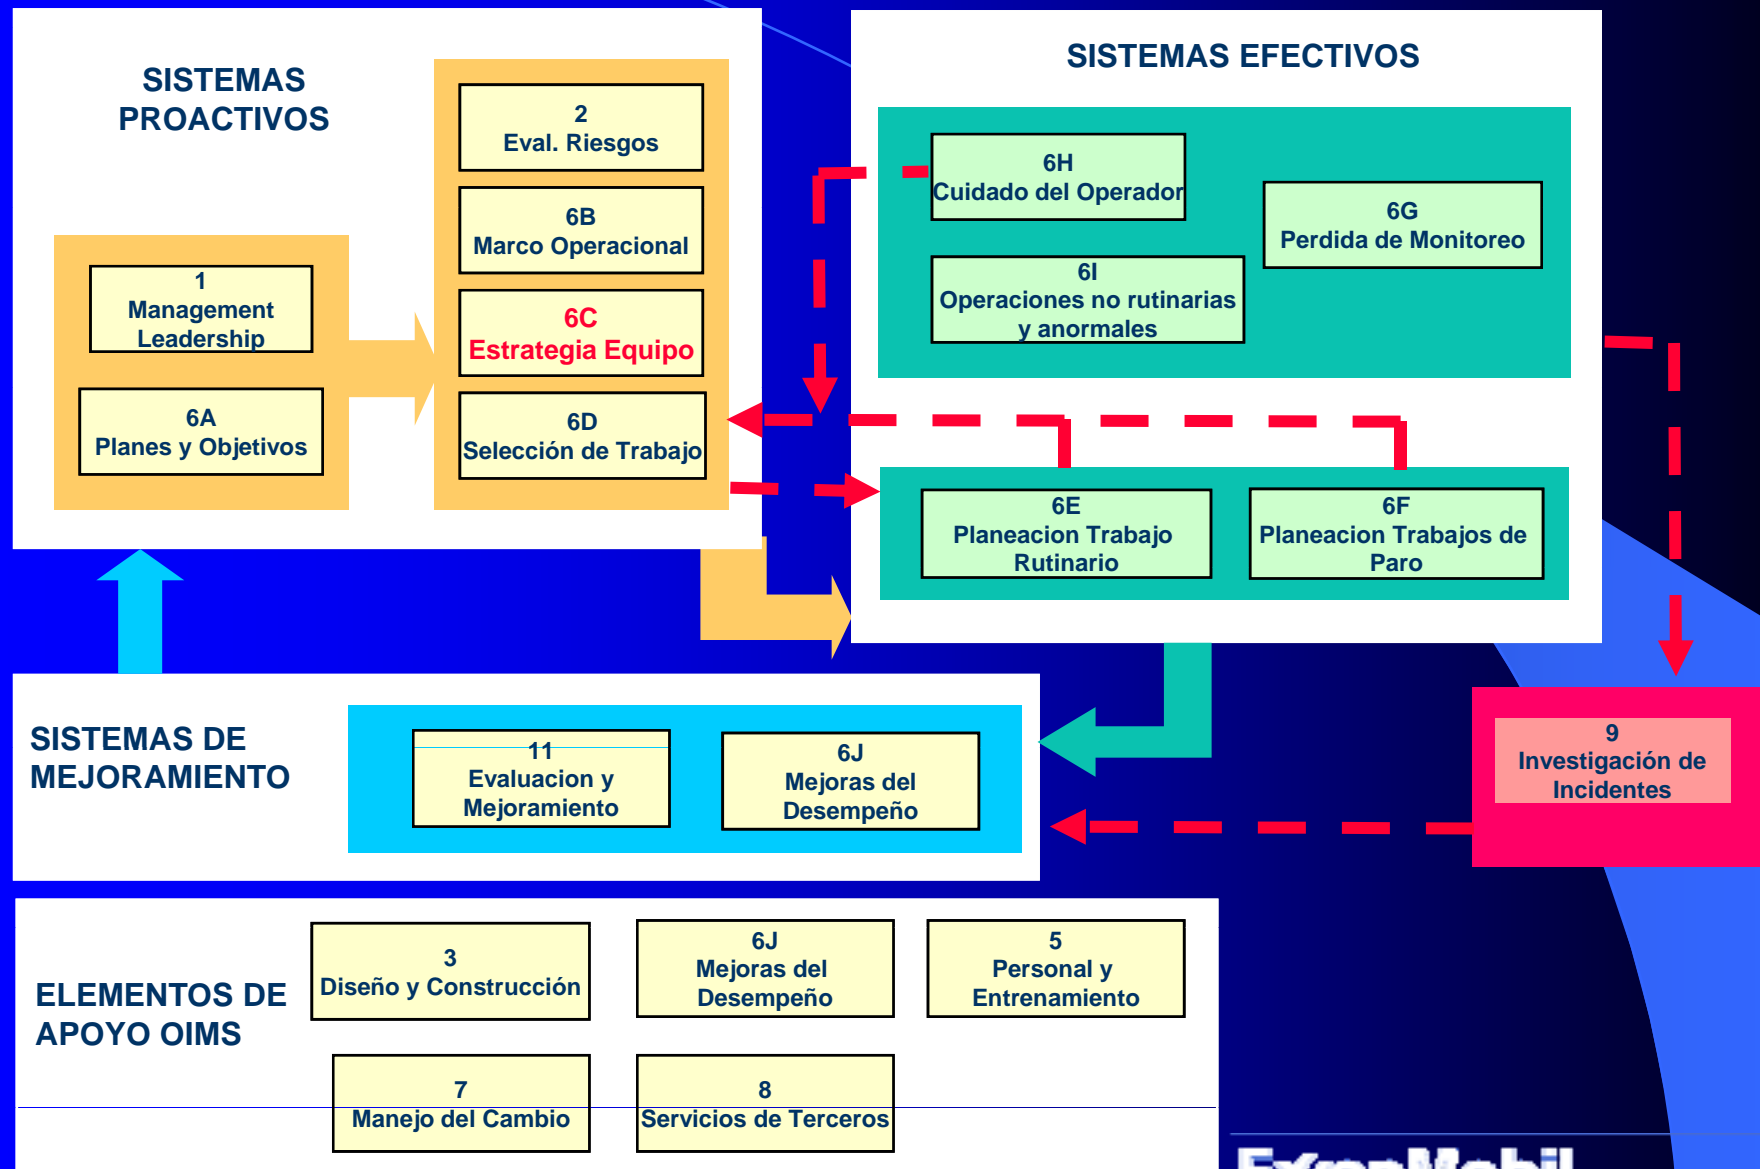 SISTEMAS
PROACTIVOS
1
Management
Leadership
6A
Planes y Objetivos
2
Eval. Riesgos
6B
Marco Operacional
6C
Estrategia Equipo
6D
Selección de Trabajo
SISTEMAS EFECTIVOS
6H
Cuidado del Operador
6G
Perdida de Monitoreo
6I
Operaciones no rutinarias
y anormales
6E
Planeacion Trabajo
Rutinario
6F
Planeacion Trabajos de
Paro
SISTEMAS DE
MEJORAMIENTO
11
Evaluacion y
Mejoramiento
6J
Mejoras del
Desempeño
9
Investigación de
Incidentes
ELEMENTOS DE
APOYO OIMS
3
Diseño y Construcción
6J
Mejoras del
Desempeño
5
Personal y
Entrenamiento
7
Manejo del Cambio
8
Servicios de Terceros
ExxonMobil